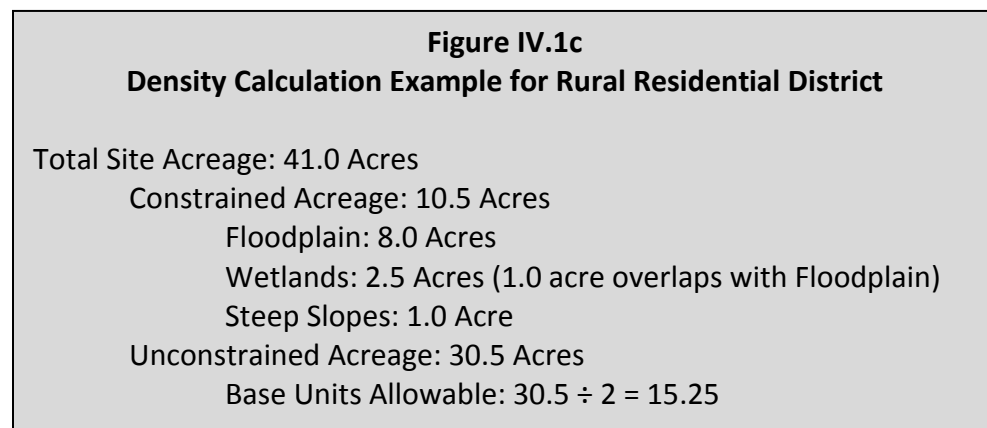 Figure IV.1c
Density Calculation Example for Rural Residential District
Total Site Acreage: 41.0 Acres
Constrained Acreage: 10.5 Acres
Floodplain: 8.0 Acres
Wetlands: 2.5 Acres (1.0 acre overlaps with Floodplain)
Steep Slopes: 1.0 Acre
Unconstrained Acreage: 30.5 Acres
Base Units Allowable: 30.5 ÷ 2 = 15.25